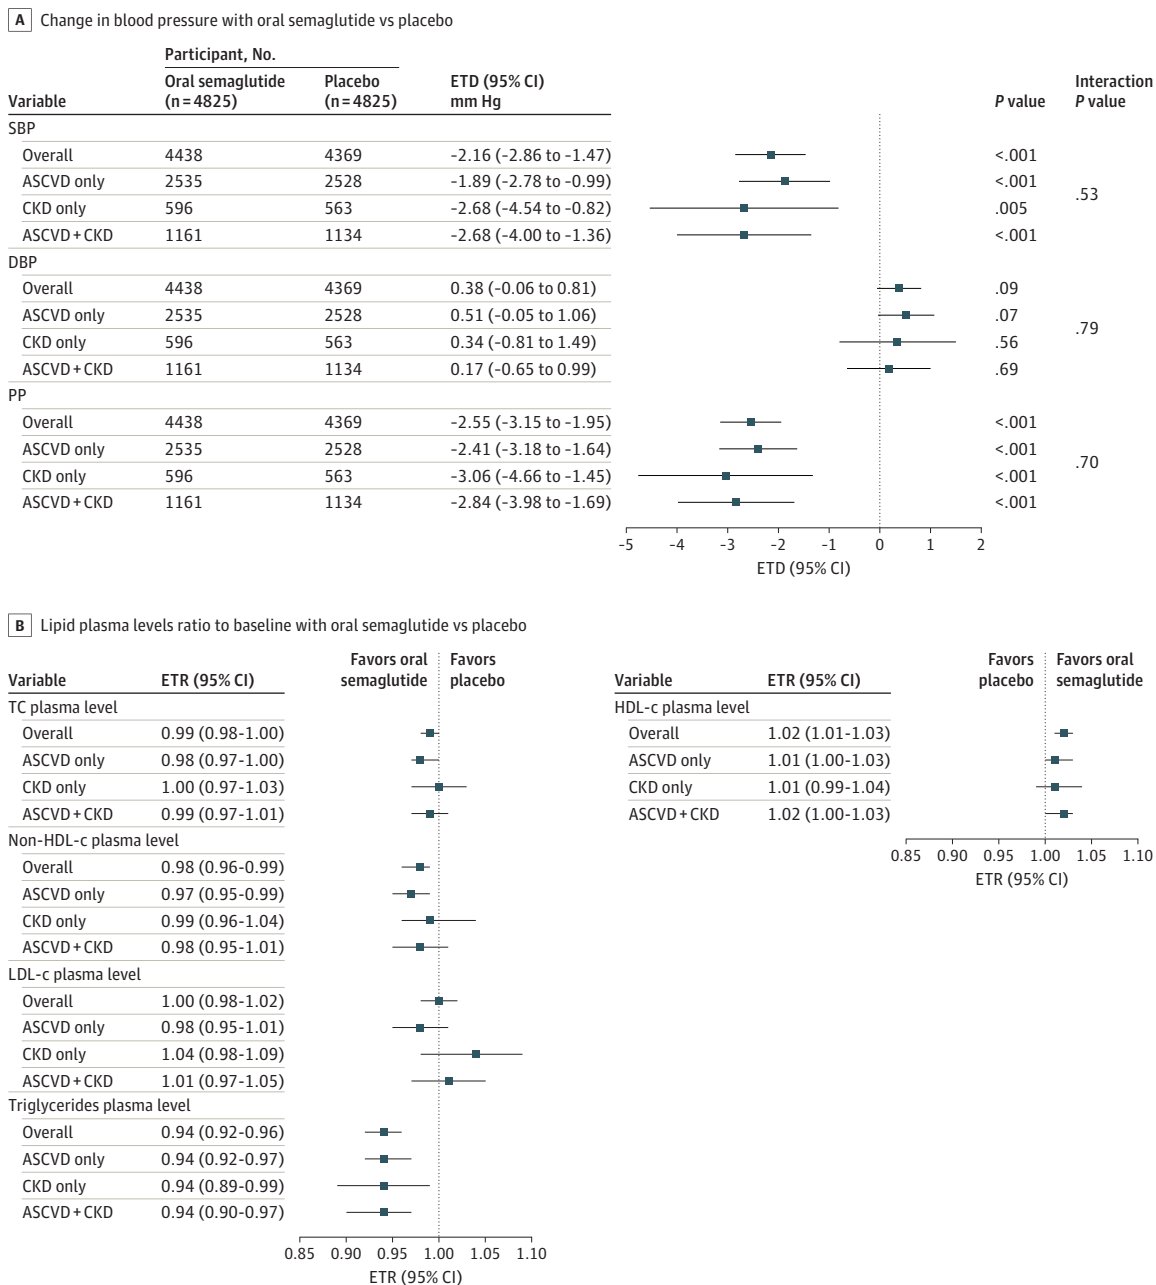 A Change in blood pressure with oral semaglutide vs placebo
Participant, No.
Variable Oral semaglutide (n = 4825) Placebo (n = 4825) ETD (95% CI) mm Hg P value Interaction P value
SBP
Overall 4438 4369 -2.16 (-2.86 to -1.47) <.001
ASCVD only 2535 2528 -1.89 (-2.78 to -0.99) <.001
.53
CKD only 596 563 -2.68 (-4.54 to -0.82) .005
ASCVD + CKD 1161 1134 -2.68 (-4.00 to -1.36) <.001
DBP
Overall 4438 4369 0.38 (-0.06 to 0.81) .09
ASCVD only 2535 2528 0.51 (-0.05 to 1.06) .07
.79
CKD only 596 563 0.34 (-0.81 to 1.49) .56
ASCVD + CKD 1161 1134 0.17 (-0.65 to 0.99) .69
PP
Overall 4438 4369 -2.55 (-3.15 to -1.95) <.001
ASCVD only 2535 2528 -2.41 (-3.18 to -1.64) <.001
.70
CKD only 596 563 -3.06 (-4.66 to -1.45) <.001
ASCVD + CKD 1161 1134 -2.84 (-3.98 to -1.69) <.001
-5 -4 -3 -2 -1 0 1 2
ETD (95% CI)
B Lipid plasma levels ratio to baseline with oral semaglutide vs placebo
Variable ETR (95% CI) Favors oral semaglutide Favors placebo
TC plasma level
Overall 0.99 (0.98-1.00)
ASCVD only 0.98 (0.97-1.00)
CKD only 1.00 (0.97-1.03)
ASCVD + CKD 0.99 (0.97-1.01)
Non-HDL-c plasma level
Overall 0.98 (0.96-0.99)
ASCVD only 0.97 (0.95-0.99)
CKD only 0.99 (0.96-1.04)
ASCVD + CKD 0.98 (0.95-1.01)
LDL-c plasma level
Overall 1.00 (0.98-1.02)
ASCVD only 0.98 (0.95-1.01)
CKD only 1.04 (0.98-1.09)
ASCVD + CKD 1.01 (0.97-1.05)
Triglycerides plasma level
Overall 0.94 (0.92-0.96)
ASCVD only 0.94 (0.92-0.97)
CKD only 0.94 (0.89-0.99)
ASCVD + CKD 0.94 (0.90-0.97)
0.85 0.90 0.95 1.00 1.05 1.10
ETR (95% CI)
Variable ETR (95% CI) Favors placebo Favors oral semaglutide
HDL-c plasma level
Overall 1.02 (1.01-1.03)
ASCVD only 1.01 (1.00-1.03)
CKD only 1.01 (0.99-1.04)
ASCVD + CKD 1.02 (1.00-1.03)
0.85 0.90 0.95 1.00 1.05 1.10
ETR (95% CI)